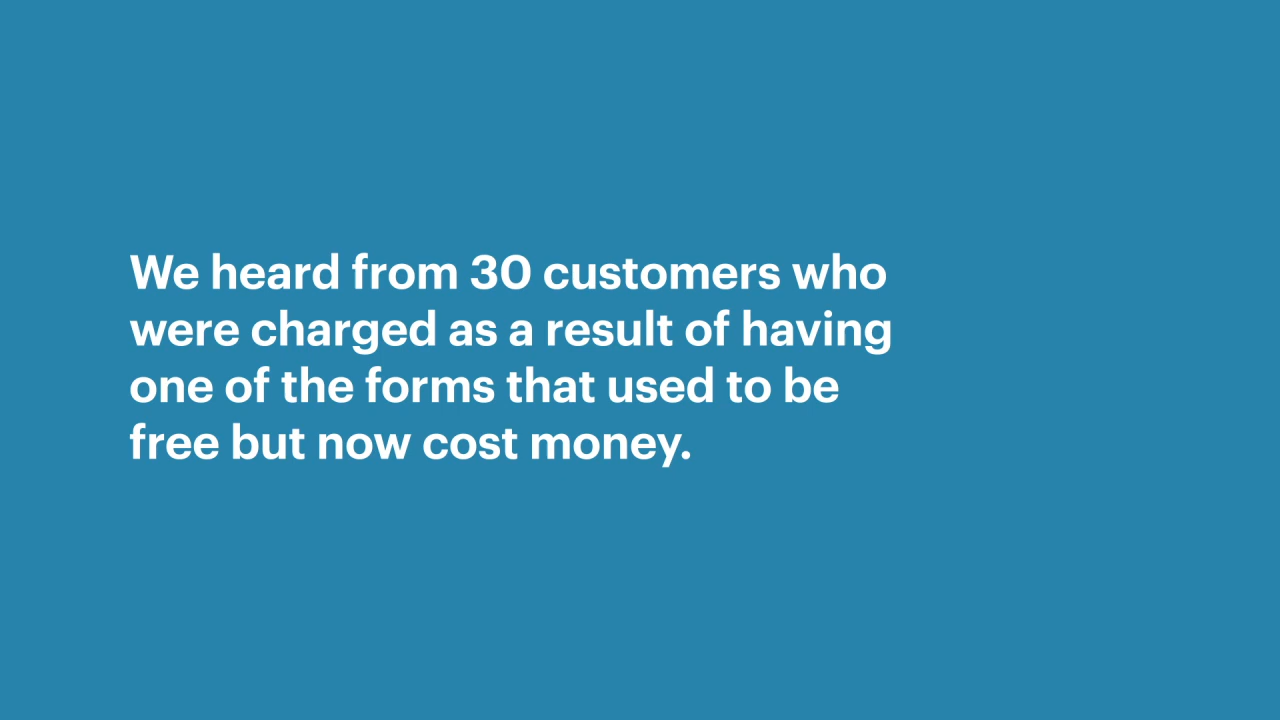 We heard from 30 customers who
were charged as a result of having
one of the forms that used to be
free but now cost money.